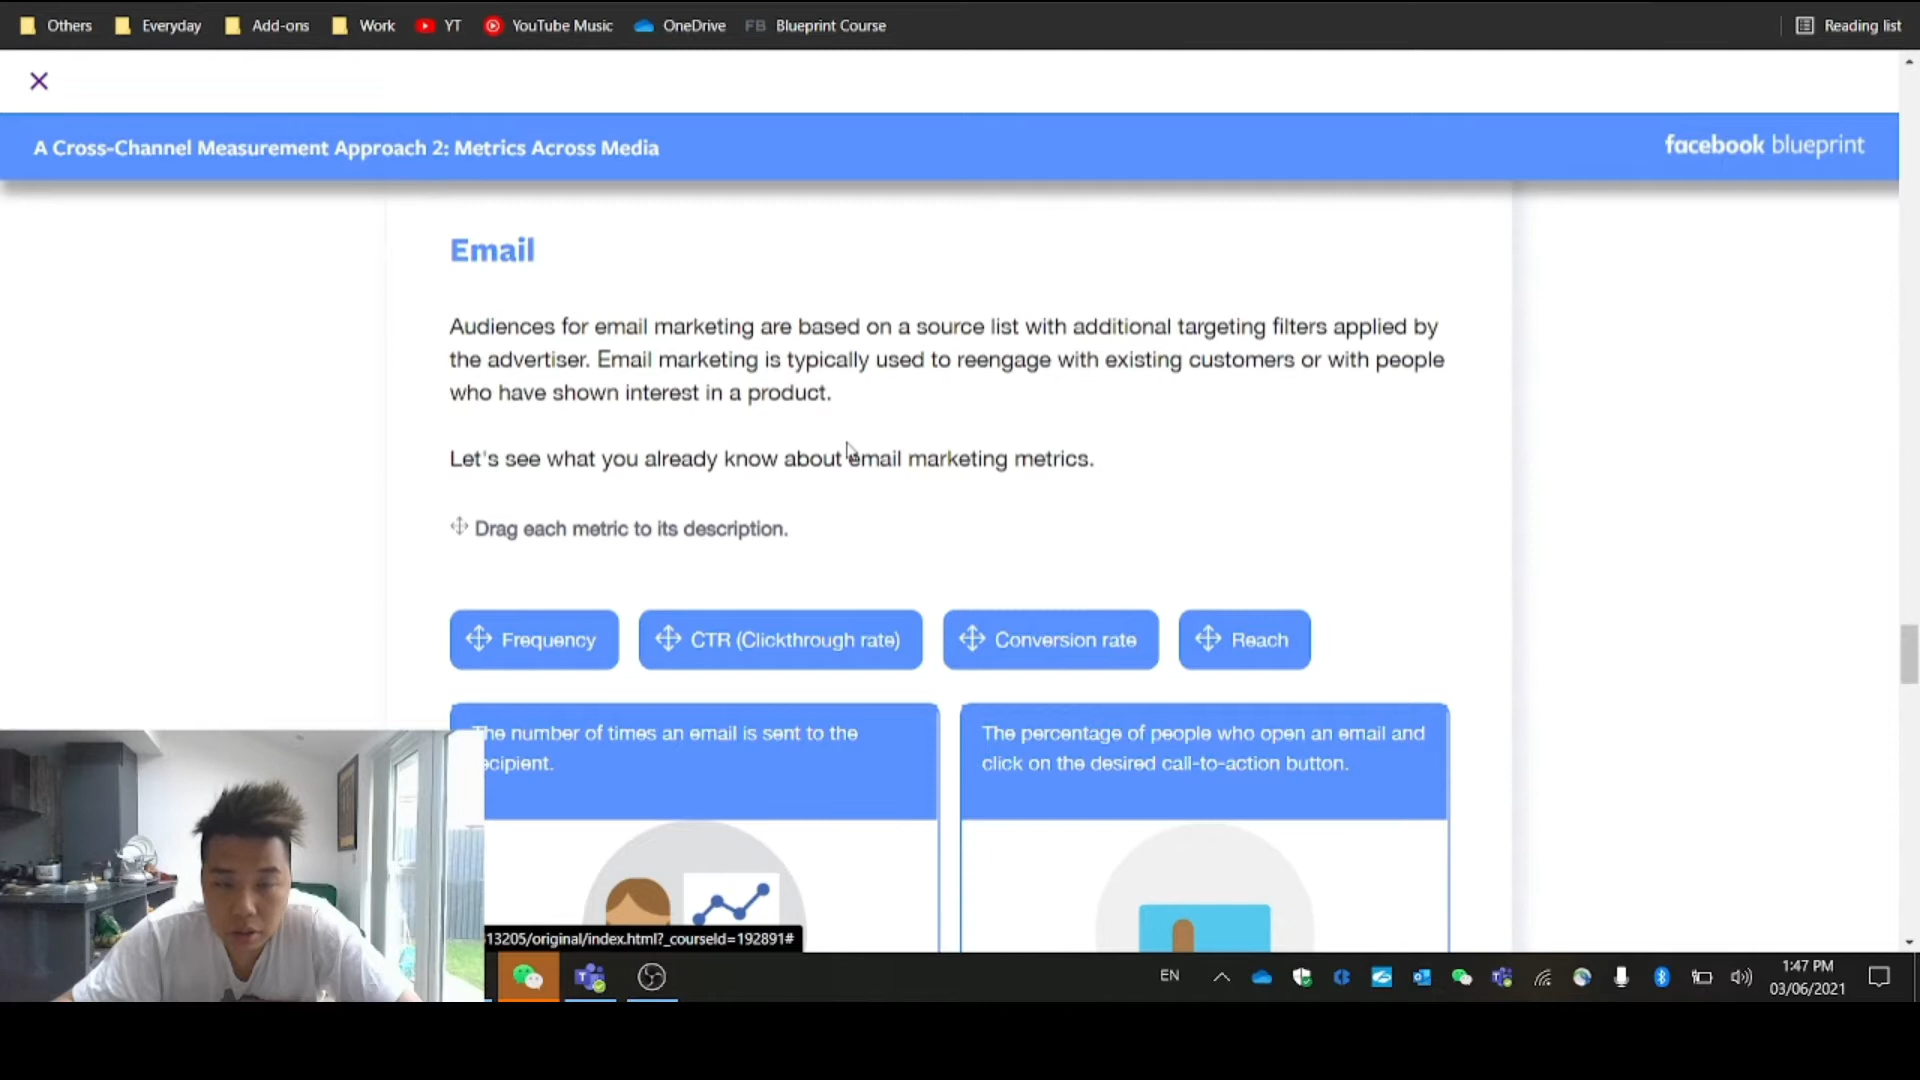 Others Everyday Add-ons Work YT YouTube Music OneDrive FB Blueprint Course Reading list
A Cross-Channel Measurement Approach 2: Metrics Across Media facebook blueprint
Email
Audiences for email marketing are based on a source list with additional targeting filters applied by
the advertiser. Email marketing is typically used to reengage with existing customers or with people
who have shown interest in a product.
Let's see what you already know about email marketing metrics.
Drag each metric to its description.
Frequency CTR (Clickthrough rate) Conversion rate Reach
The number of times an email is sent to the
ecipient.
The percentage of people who open an email and
click on the desired call-to-action button.
13205/original/index.html?_courseId=192891#
EN
1:47 PM
03/06/2021